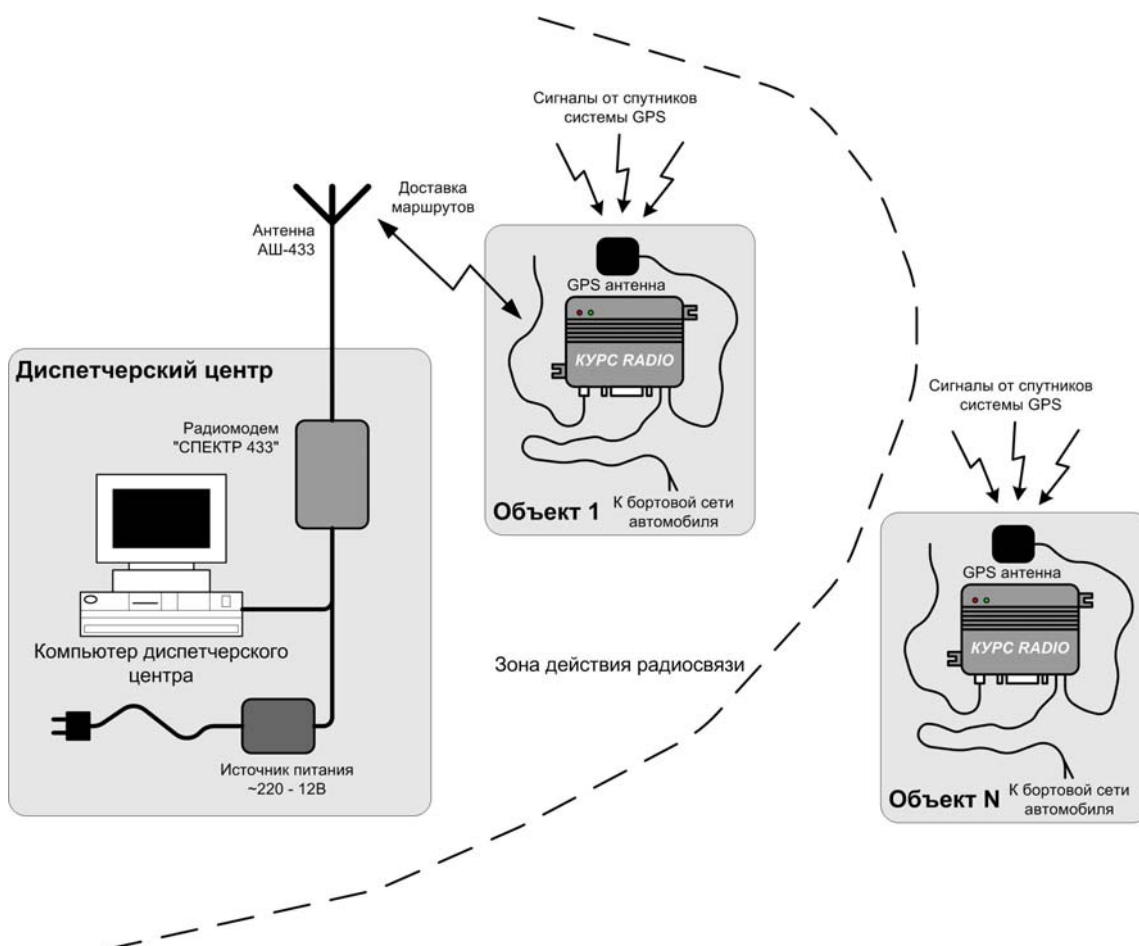 Сигналы от спутников
системы GPS
Доставка
маршрутов
Антенна
АШ-433
GPS антенна
КУРС RADIO
К бортовой сети
автомобиля
Объект 1
Диспетчерский центр
Радиомодем
"СПЕКТР 433"
Компьютер диспетчерского
центра
Источник питания
~220 - 12В
Зона действия радиосвязи
Сигналы от спутников
системы GPS
GPS антенна
КУРС RADIO
К бортовой сети
автомобиля
Объект N